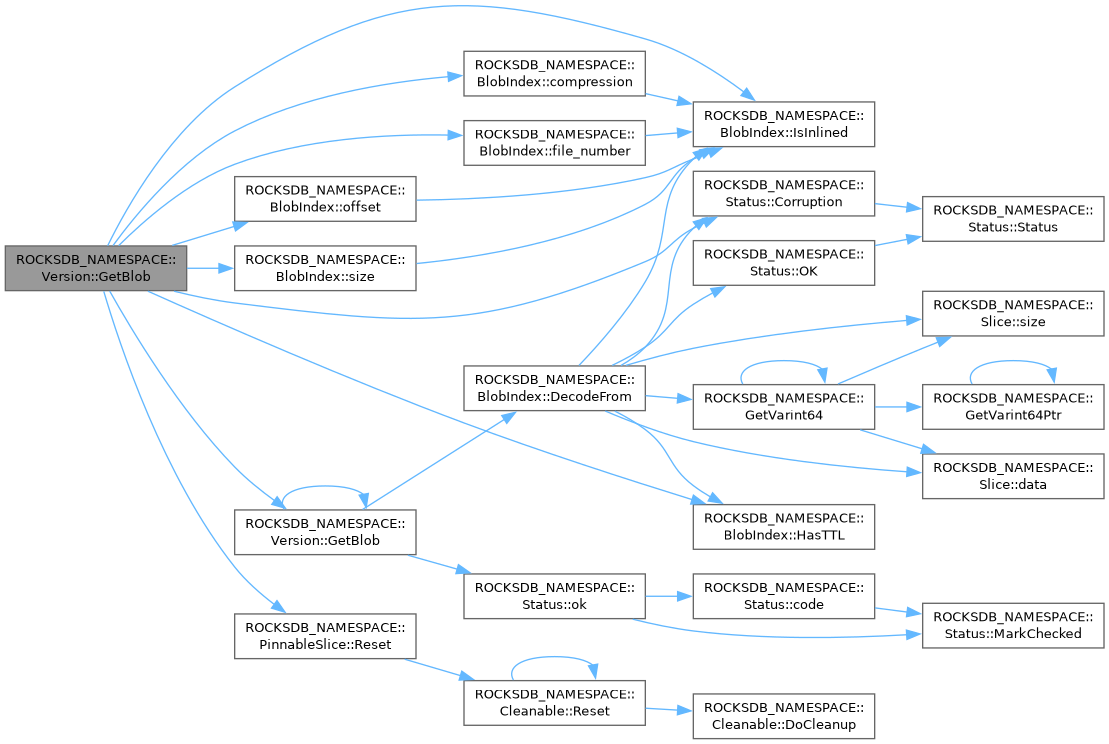 ROCKSDB_NAMESPACE::
Version::GetBlob
ROCKSDB_NAMESPACE::
BlobIndex::offset
ROCKSDB_NAMESPACE::
BlobIndex::size
ROCKSDB_NAMESPACE::
Version::GetBlob
ROCKSDB_NAMESPACE::
PinnableSlice::Reset
ROCKSDB_NAMESPACE::
BlobIndex::compression
ROCKSDB_NAMESPACE::
BlobIndex::file_number
ROCKSDB_NAMESPACE::
BlobIndex::DecodeFrom
ROCKSDB_NAMESPACE::
Status::ok
ROCKSDB_NAMESPACE::
Cleanable::Reset
ROCKSDB_NAMESPACE::
BlobIndex::IsInlined
ROCKSDB_NAMESPACE::
Status::Corruption
ROCKSDB_NAMESPACE::
Status::OK
ROCKSDB_NAMESPACE::
GetVarint64
ROCKSDB_NAMESPACE::
BlobIndex::HasTTL
ROCKSDB_NAMESPACE::
Status::code
ROCKSDB_NAMESPACE::
Cleanable::DoCleanup
ROCKSDB_NAMESPACE::
Status::Status
ROCKSDB_NAMESPACE::
Slice::size
ROCKSDB_NAMESPACE::
GetVarint64Ptr
ROCKSDB_NAMESPACE::
Slice::data
ROCKSDB_NAMESPACE::
Status::MarkChecked